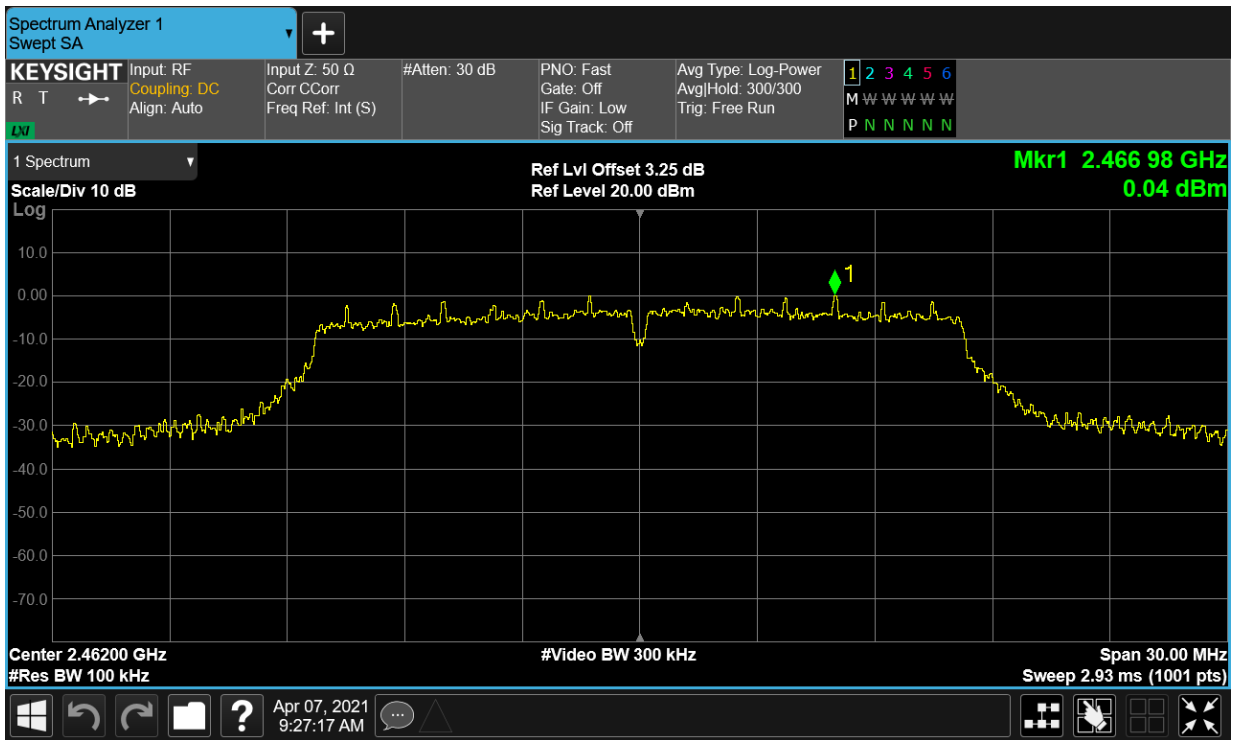 Spectrum Analyzer 1
Swept SA
KEYSIGHT
R T
LXI
Input: RF
Coupling: DC
Align: Auto
Input Z: 50 Ω
Corr CCorr
Freq Ref: Int (S)
#Atten: 30 dB
PNO: Fast
Gate: Off
IF Gain: Low
Sig Track: Off
Avg Type: Log-Power
Avg|Hold: 300/300
Trig: Free Run
1 2 3 4 5 6
M W W W W W
P N N N N N
1 Spectrum
Scale/Div 10 dB
Ref Lvl Offset 3.25 dB
Ref Level 20.00 dBm
Mkr1 2.466 98 GHz
0.04 dBm
Log
10.0
0.00
-10.0
-20.0
-30.0
-40.0
-50.0
-60.0
-70.0
1
Center 2.46200 GHz
#Res BW 100 kHz
#Video BW 300 kHz
Span 30.00 MHz
Sweep 2.93 ms (1001 pts)
?
Apr 07, 2021
9:27:17 AM